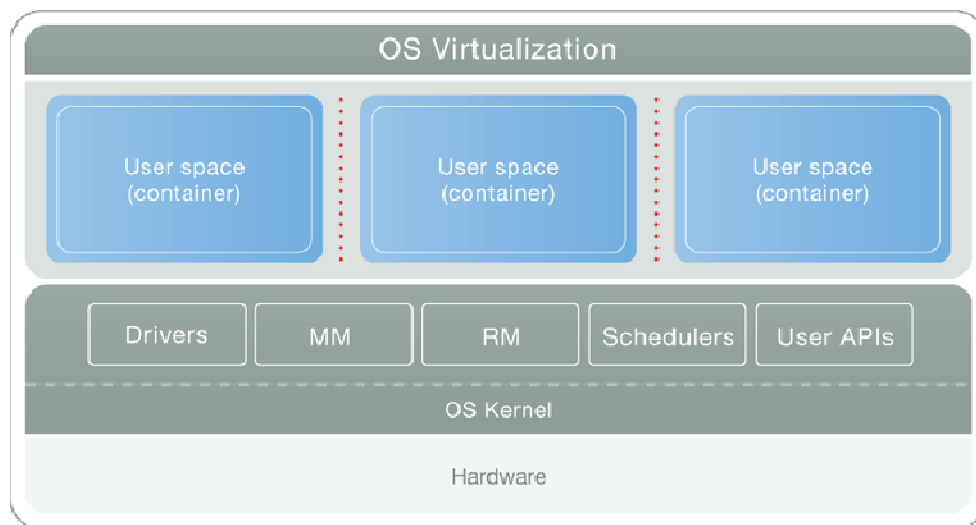 OS Virtualization
User space
(container)
User space
(container)
User space
(container)
Drivers
MM
RM
Schedulers
User APIs
OS Kernel
Hardware